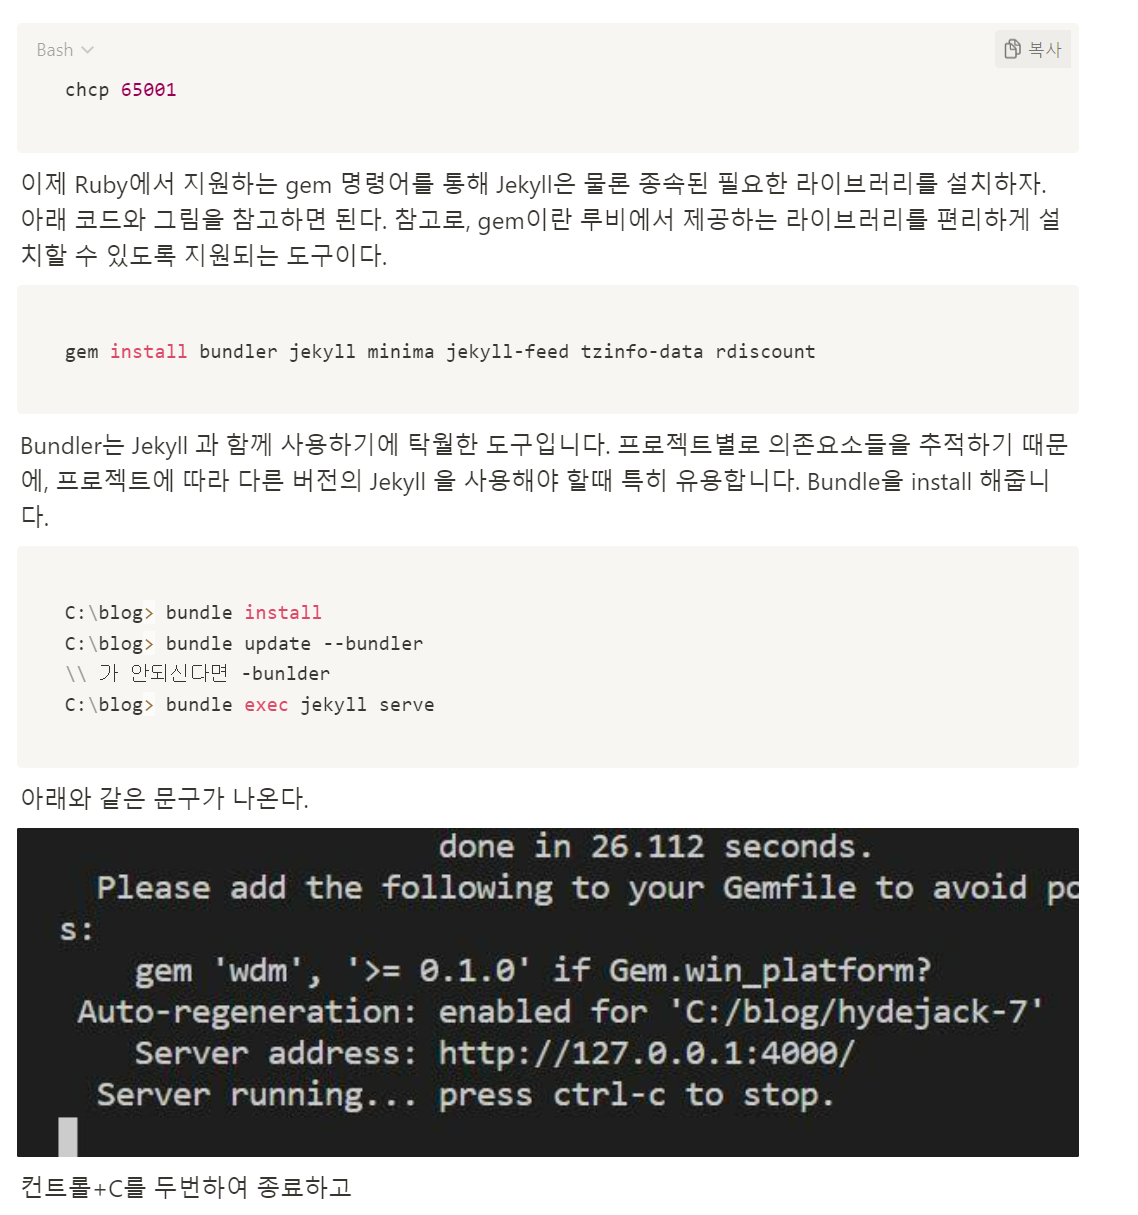 Bash
복사
chcp 65001
이제 Ruby에서 지원하는 gem 명령어를 통해 Jekyll은 물론 종속된 필요한 라이브러리를 설치하자.
아래 코드와 그림을 참고하면 된다. 참고로, gem이란 루비에서 제공하는 라이브러리를 편리하게 설
치할 수 있도록 지원되는 도구이다.
gem install bundler jekyll minima jekyll-feed tzinfo-data rdiscount
Bundler는 Jekyll 과 함께 사용하기에 탁월한 도구입니다. 프로젝트별로 의존요소들을 추적하기 때문
에, 프로젝트에 따라 다른 버전의 Jekyll 을 사용해야 할때 특히 유용합니다. Bundle을 install 해줍니
다.
C:\blog> bundle install
C:\blog> bundle update --bundler
\\ 가 안되신다면 -bunlder
C:\blog> bundle exec jekyll serve
아래와 같은 문구가 나온다.
done in 26.112 seconds.
Please add the following to your Gemfile to avoid po
s:
gem 'wdm', '>= 0.1.0' if Gem.win_platform?
Auto-regeneration: enabled for 'C:/blog/hydejack-7'
Server address: http://127.0.0.1:4000/
Server running... press ctrl-c to stop.
컨트롤+C를 두번하여 종료하고